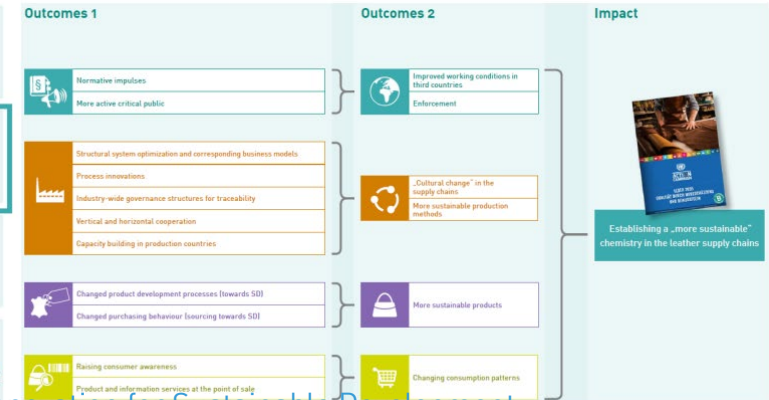 Outcomes 1
Outcomes 2
Impact
Normative impulses
More active critical public
Improved working conditions in
third countries
Enforcement
Structural system optimization and corresponding business models
Process innovations
Industry-wide governance structures for traceability
Vertical and horizontal cooperation
Capacity building in production countries
„Cultural change" in the
supply chains
More sustainable production
methods
Establishing a „more sustainable"
chemistry in the leather supply chains
Changed product development processes (towards SD)
Changed purchasing behaviour (sourcing towards SD)
More sustainable products
Raising consumer awareness
Product and information services at the point of sale
Changing consumption patterns
for Sustainable Development